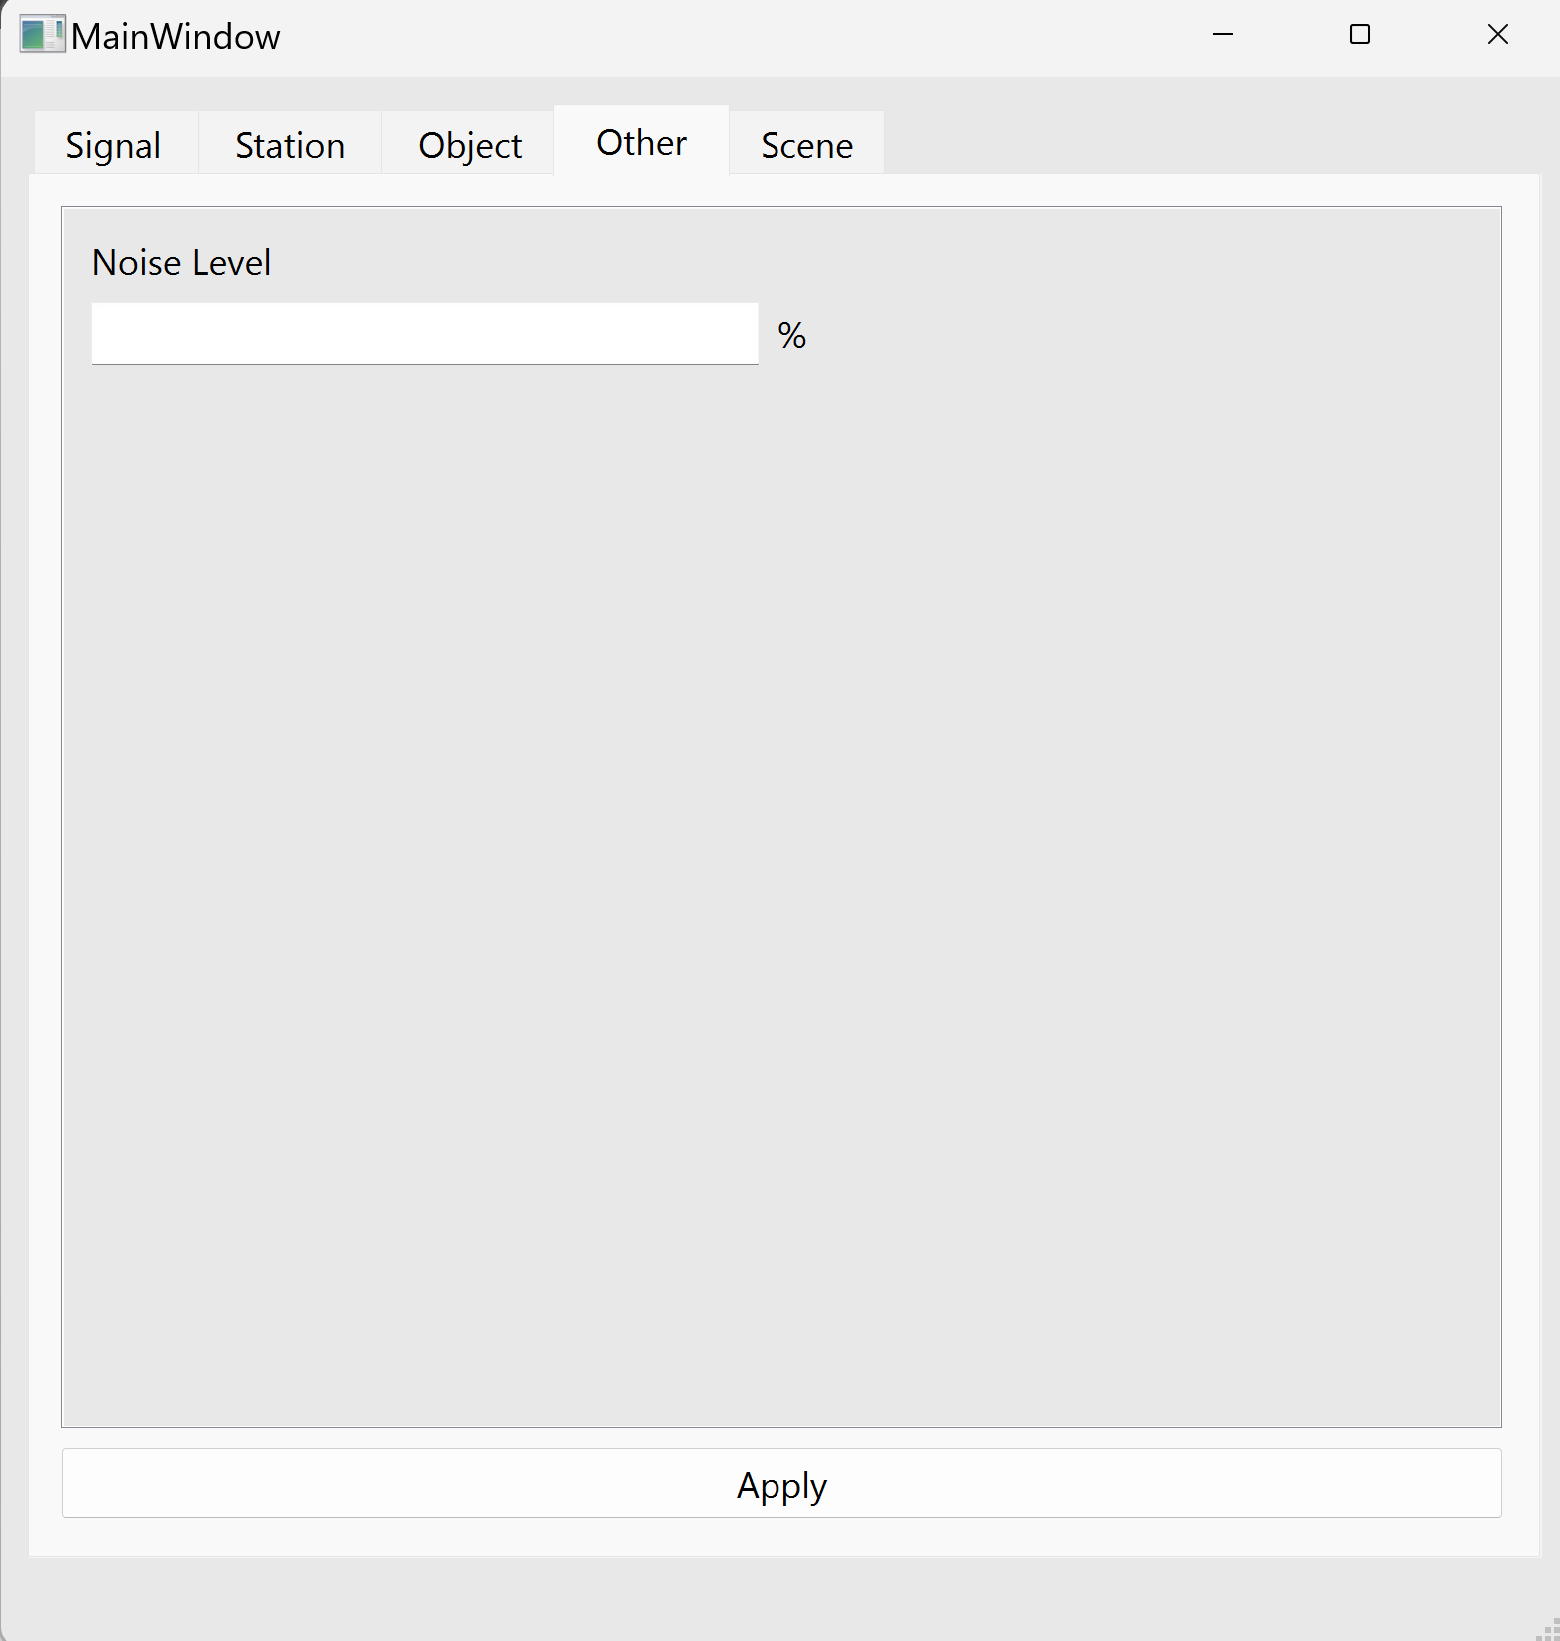 MainWindow
Signal Station Object Other Scene
Noise Level
%
Apply